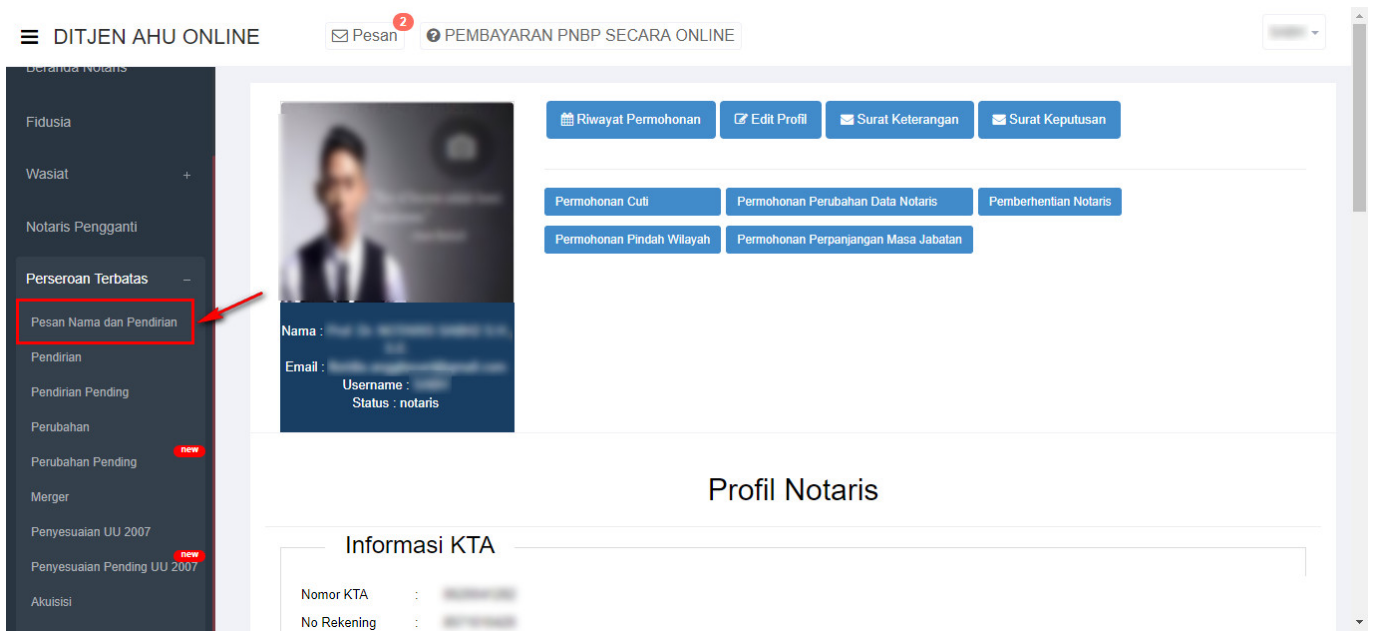 DITJEN AHU ONLINE
Pesan
2
PEMBAYARAN PNBP SECARA ONLINE
Beranda Notaris
Fidusia
Wasiat +
Notaris Pengganti
Perseroan Terbatas –
Pesan Nama dan Pendirian
Pendirian
Pendirian Pending
Perubahan
new
Perubahan Pending
Merger
Penyesuaian UU 2007
new
Penyesuaian Pending UU 2007
Akuisisi
Riwayat Permohonan
Edit Profil
Surat Keterangan
Surat Keputusan
Permohonan Cuti
Permohonan Perubahan Data Notaris
Pemberhentian Notaris
Permohonan Pindah Wilayah
Permohonan Perpanjangan Masa Jabatan
Nama :
Email :
Username :
Status : notaris
Profil Notaris
Informasi KTA
Nomor KTA :
No Rekening :